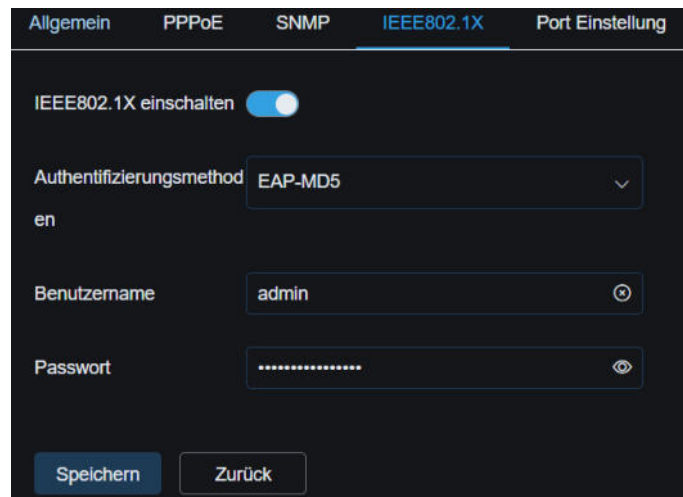 Allgemein PPPoE SNMP IEEE802.1X Port Einstellung
IEEE802.1X einschalten
Authentifizierungsmethod
en
EAP-MD5
Benutzername admin
Passwort ••••••••••••••••
Speichern Zurück